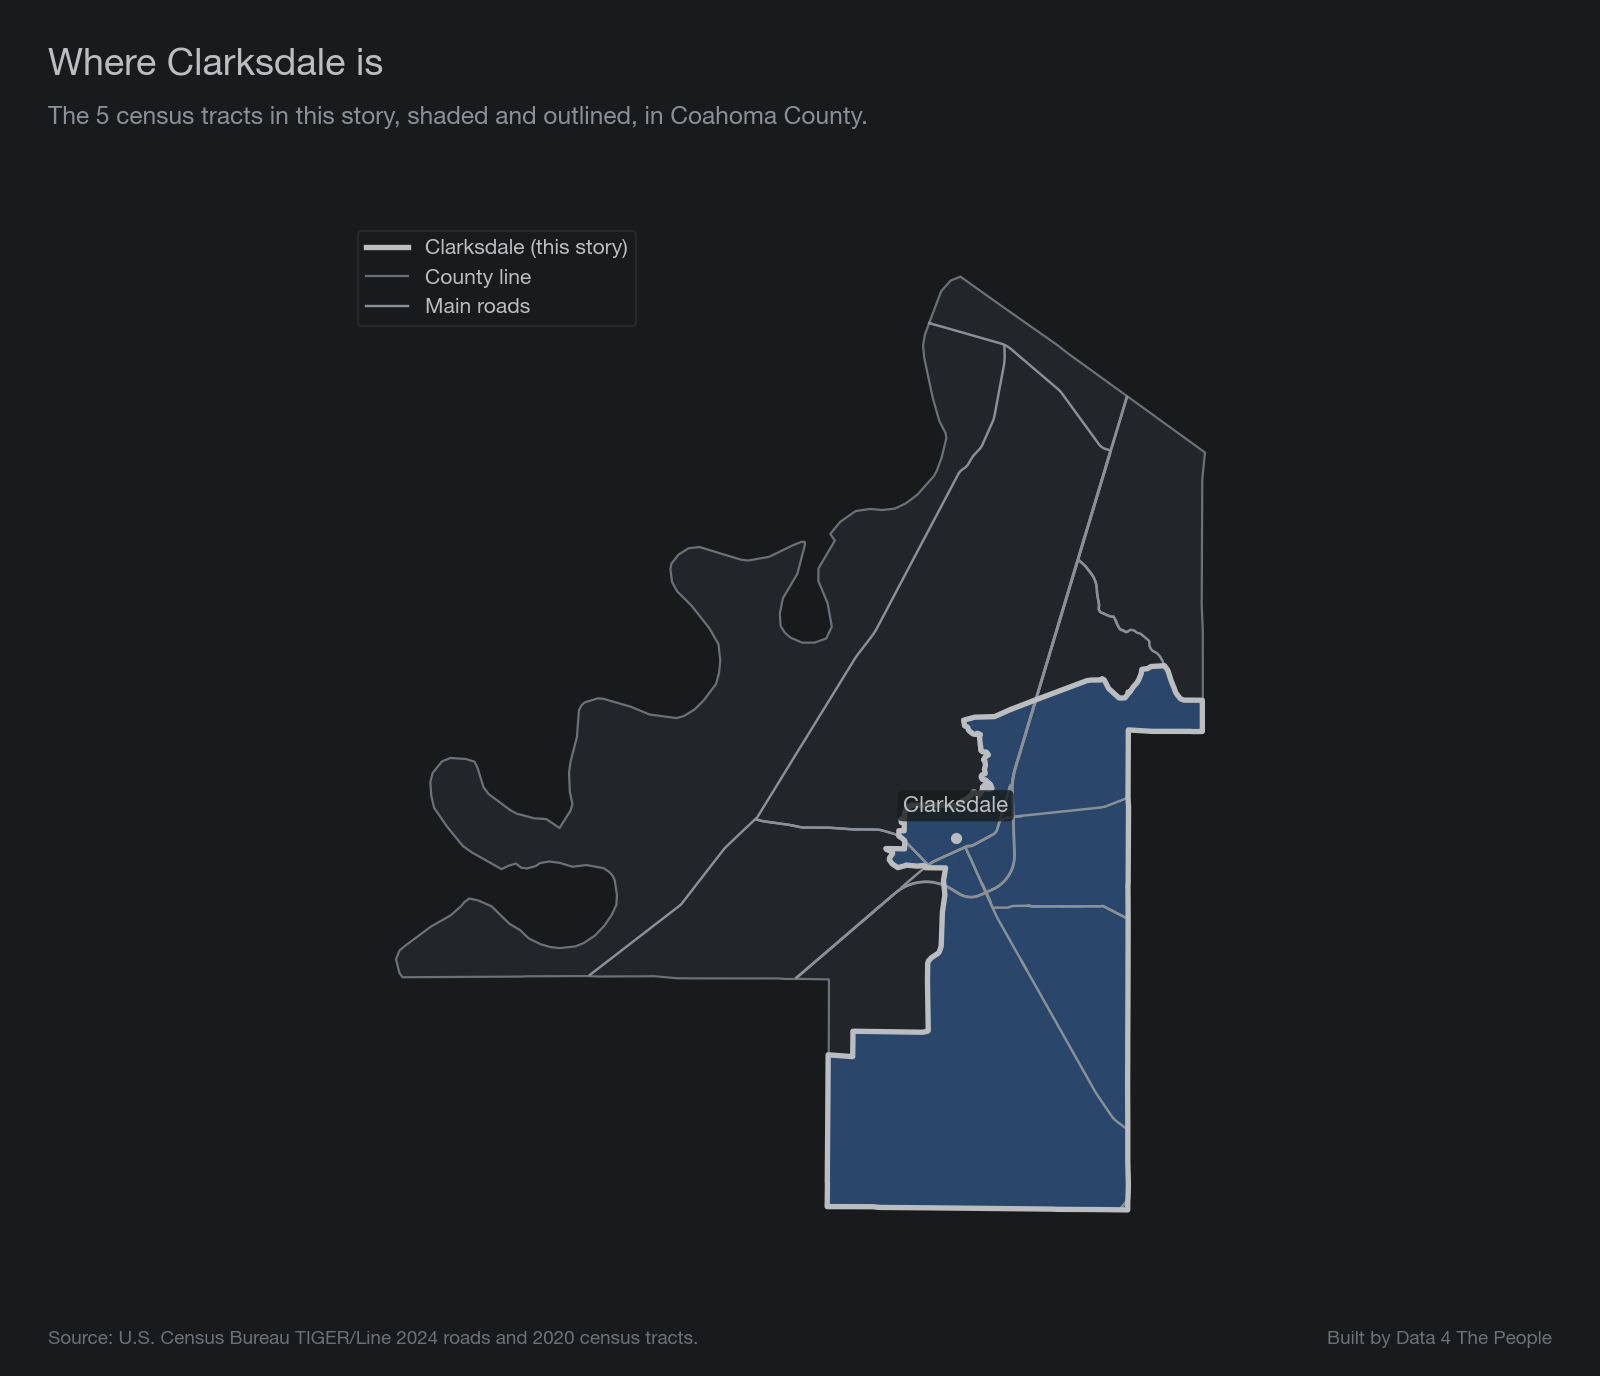 Where Clarksdale is
The 5 census tracts in this story, shaded and outlined, in Coahoma County.
Clarksdale (this story)
County line
Main roads
Clarksdale
Source: U.S. Census Bureau TIGER/Line 2024 roads and 2020 census tracts.
Built by Data 4 The People